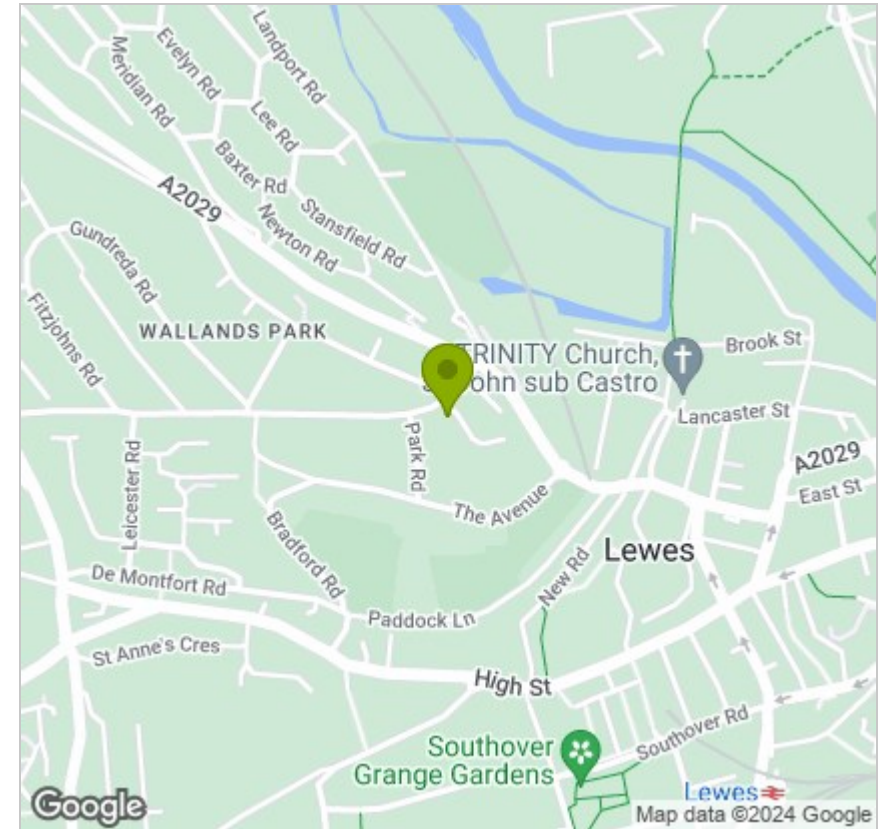 Landport Rd
Evelyn Rd
Meridian Rd
Lee Rd
Baxter Rd
A2029
Stansfield Rd
Newton Rd
Gundreda Rd
Fitzjohns Rd
WALLANDS PARK
TRINITY Church,
John sub Castro
Brook St
Lancaster St
A2029
East St
Park Rd
Leicester Rd
The Avenue
Bradford Rd
Lewes
New Rd
De Montfort Rd
Paddock Ln
St Anne's Cres
High St
Southover Rd
Southover
Grange Gardens
Lewes
Google
Map data ©2024 Google